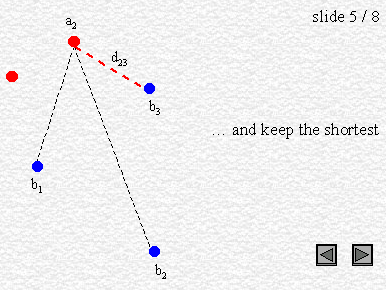 slide 5 / 8
a2
d23
b3
... and keep the shortest
b1
b2